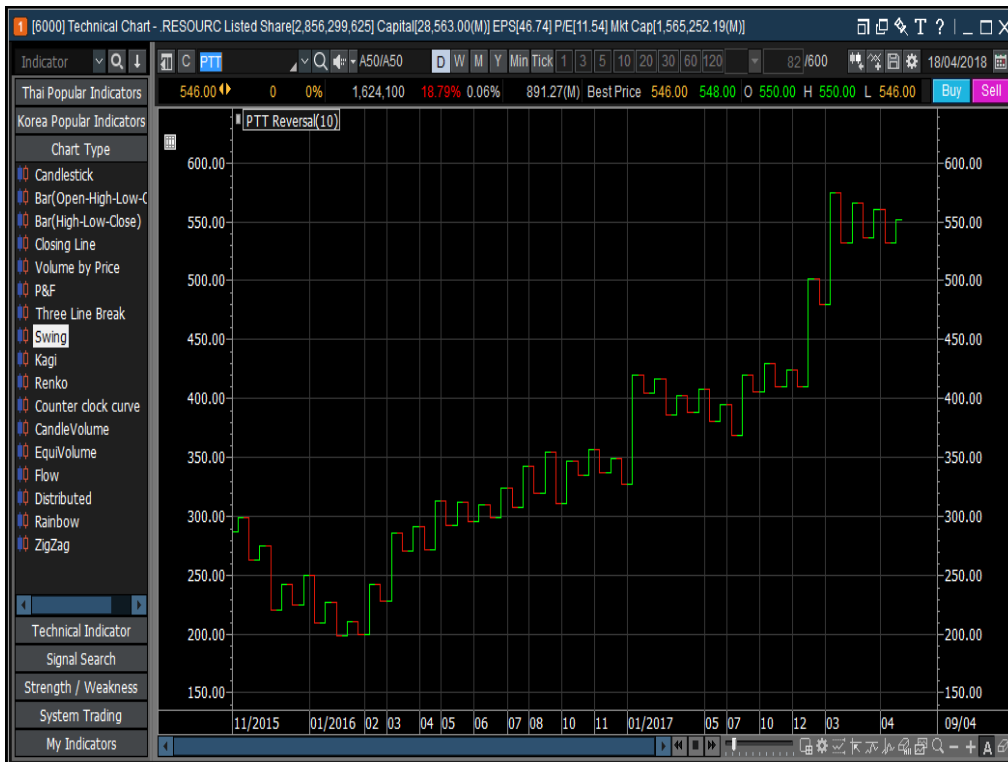 1 [6000] Technical Chart - .RESOURC Listed Share[2,856,299,625] Capital[28,563.00(M)] EPS[46.74] P/E[11.54] Mkt Cap[1,565,252.19(M)] T ?
Indicator C PTT A50/A50 D W M Y Min Tick 1 3 5 10 20 30 60 120 82/600 18/04/2018
546.00 0 0% 1,624,100 18.79% 0.06% 891.27(M) Best Price 546.00 548.00 O 550.00 H 550.00 L 546.00 Buy Sell
Thai Popular Indicators
Korea Popular Indicators
Chart Type
Candlestick
Bar(Open-High-Low-C
Bar(High-Low-Close)
Closing Line
Volume by Price
P&F
Three Line Break
Swing
Kagi
Renko
Counter clock curve
CandleVolume
EquiVolume
Flow
Distributed
Rainbow
ZigZag
Technical Indicator
Signal Search
Strength / Weakness
System Trading
My Indicators
PTT Reversal(10)
600.00 600.00
550.00 550.00
500.00 500.00
450.00 450.00
400.00 400.00
350.00 350.00
300.00 300.00
250.00 250.00
200.00 200.00
150.00 150.00
11/2015 01/2016 02 03 04 05 06 07 08 10 11 01/2017 05 07 10 12 03 04 09/04
A